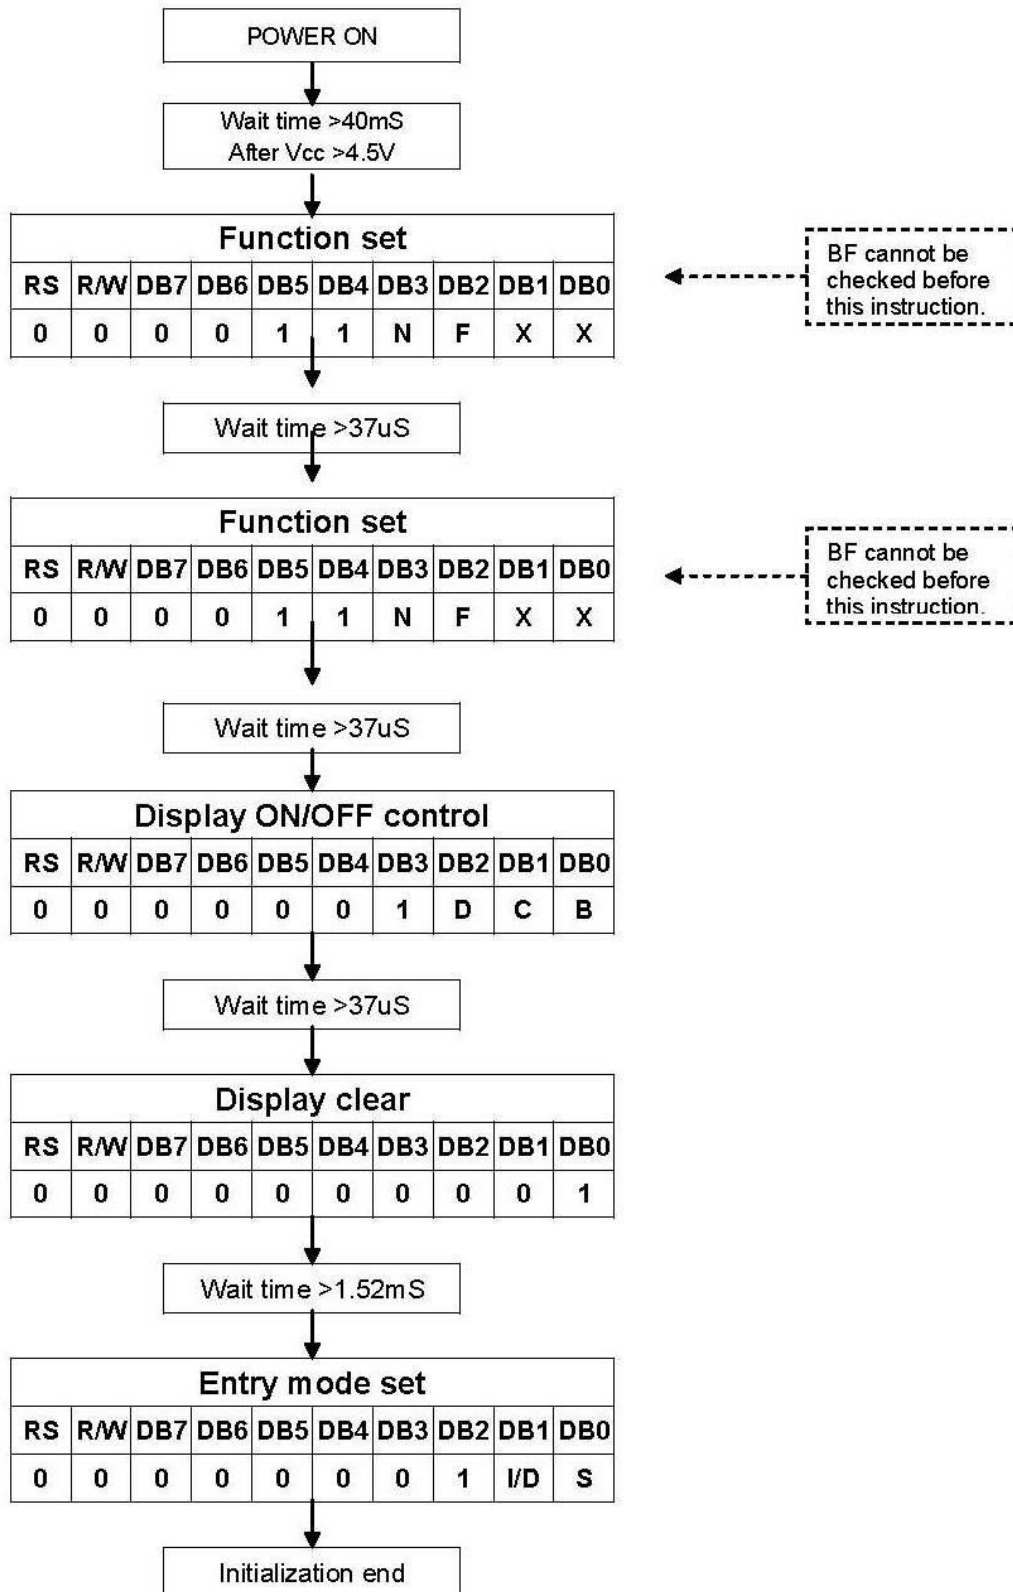 POWER ON
Wait time >40mS
After Vcc >4.5V
Function set
RS R/W DB7 DB6 DB5 DB4 DB3 DB2 DB1 DB0
0 0 0 0 1 1 N F X X
BF cannot be
checked before
this instruction.
Wait time >37uS
Function set
RS R/W DB7 DB6 DB5 DB4 DB3 DB2 DB1 DB0
0 0 0 0 1 1 N F X X
BF cannot be
checked before
this instruction.
Wait time >37uS
Display ON/OFF control
RS R/W DB7 DB6 DB5 DB4 DB3 DB2 DB1 DB0
0 0 0 0 0 0 1 D C B
Wait time >37uS
Display clear
RS R/W DB7 DB6 DB5 DB4 DB3 DB2 DB1 DB0
0 0 0 0 0 0 0 0 0 1
Wait time >1.52mS
Entry mode set
RS R/W DB7 DB6 DB5 DB4 DB3 DB2 DB1 DB0
0 0 0 0 0 0 0 1 I/D S
Initialization end